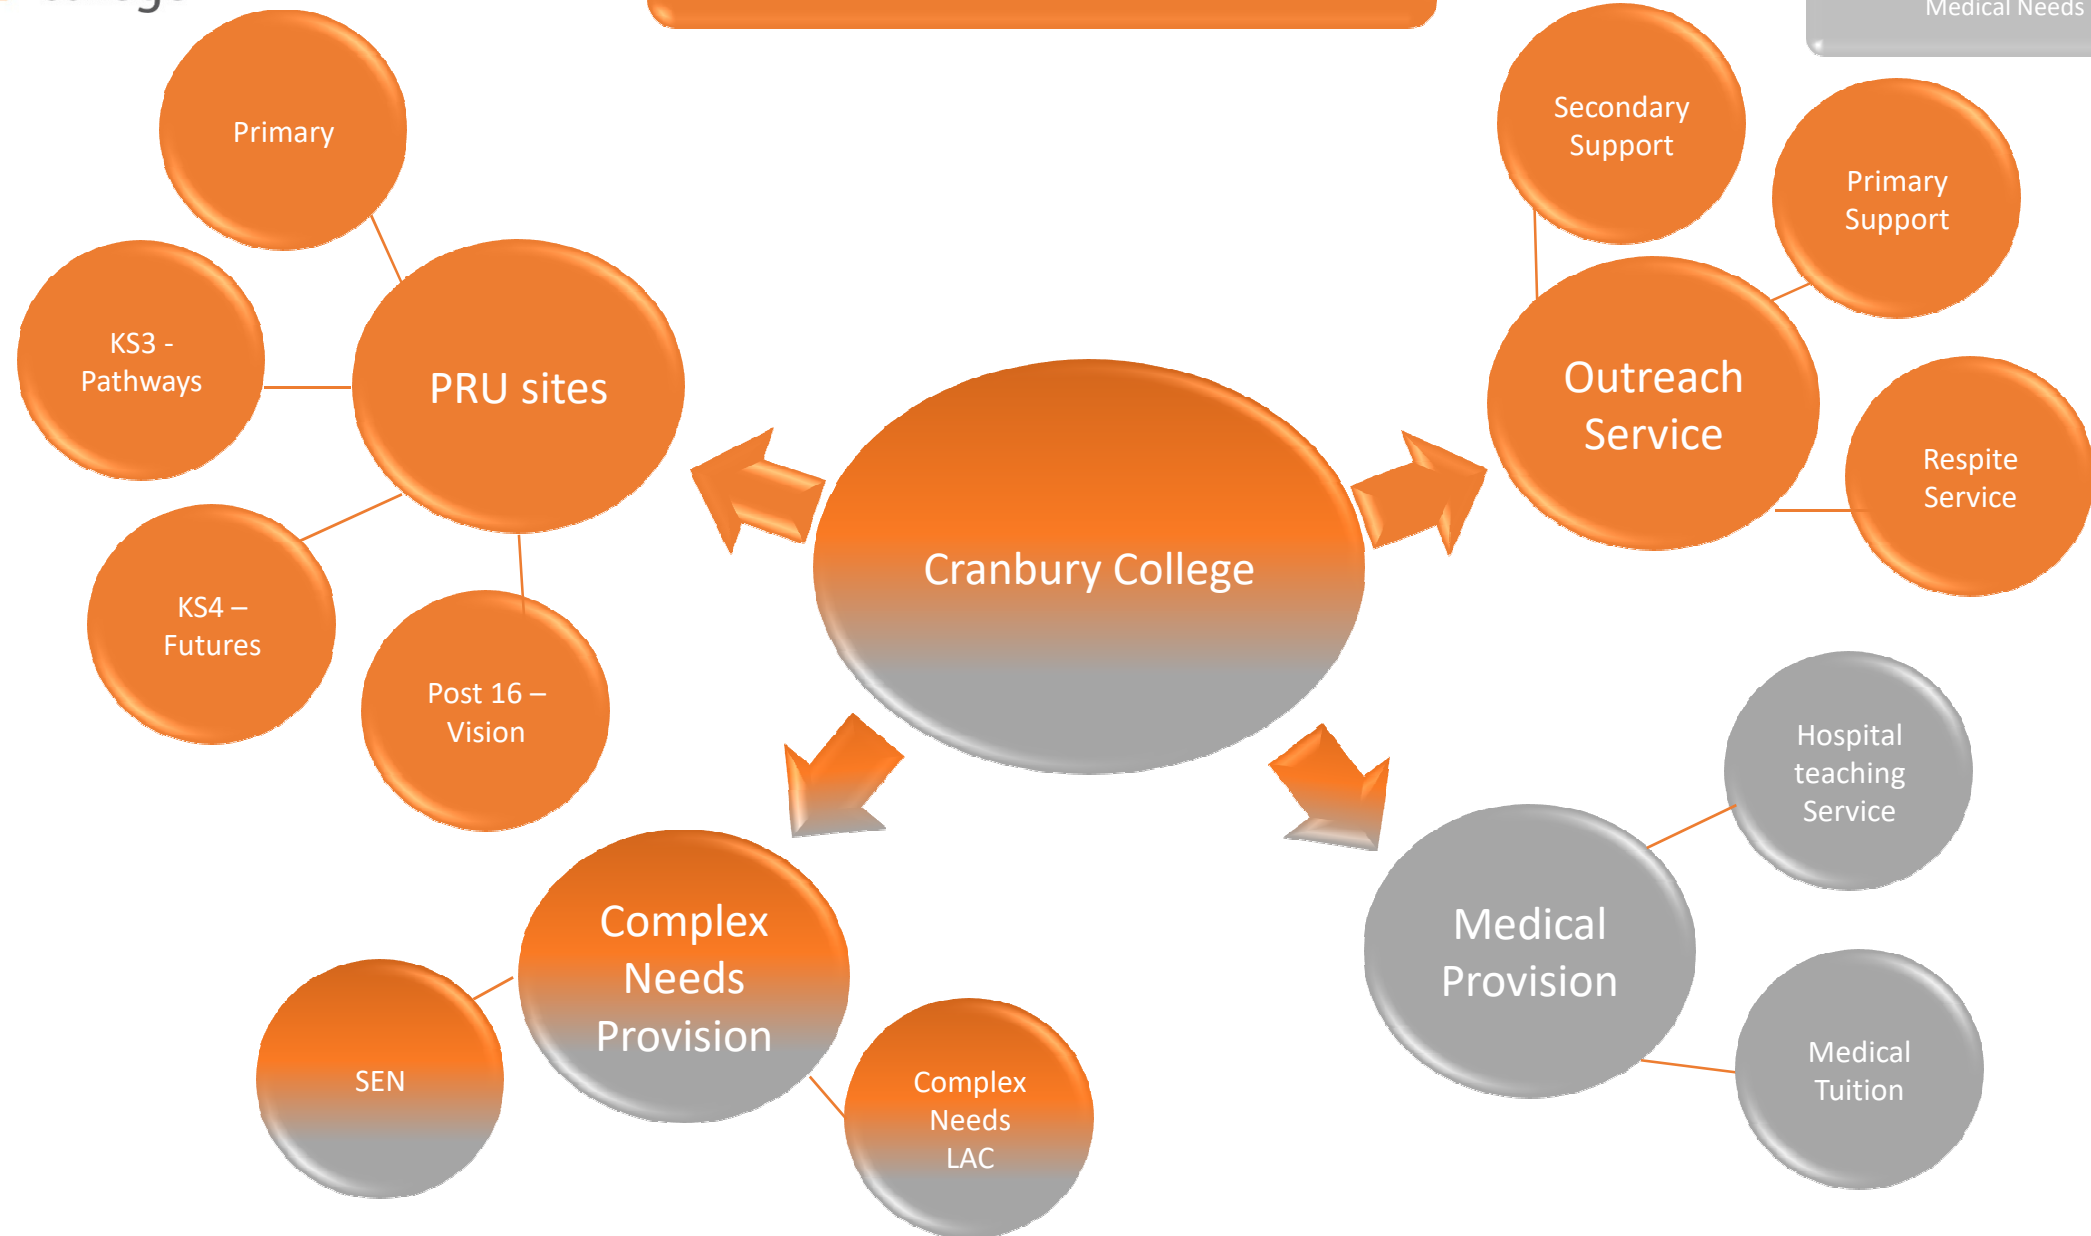 Medical Needs
Primary
KS3 -
Pathways
PRU sites
KS4 –
Futures
Post 16 –
Vision
Secondary
Support
Primary
Support
Outreach
Service
Respite
Service
Cranbury College
Complex
Needs
Provision
SEN
Complex
Needs
LAC
Medical
Provision
Hospital
teaching
Service
Medical
Tuition